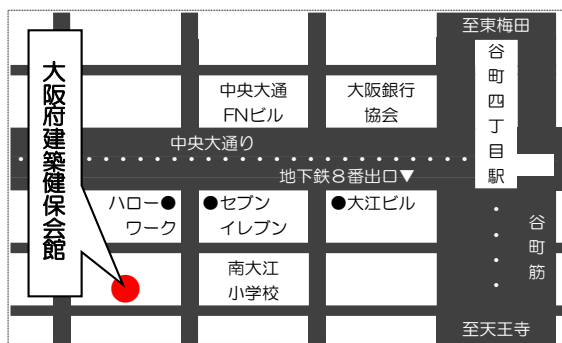 至東梅田
谷町四丁目駅
大阪府建築健保会館
中央大通
FNビル
大阪銀行
協会
中央大通り
地下鉄8番出口▼
ハロー●
ワーク
●セブン
イレブン
●大江ビル
谷町筋
南大江
小学校
至天王寺